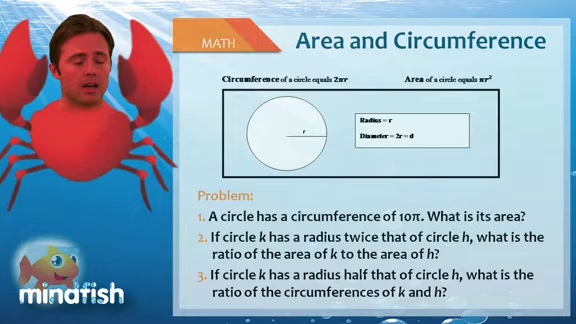 MATH
Area and Circumference
Circumference of a circle equals 2πr
Area of a circle equals πr²
r
Radius = r
Diameter = 2r = d
Problem:
1. A circle has a circumference of 10π. What is its area?
2. If circle k has a radius twice that of circle h, what is the
ratio of the area of k to the area of h?
3. If circle k has a radius half that of circle h, what is the
ratio of the circumferences of k and h?
mindfish